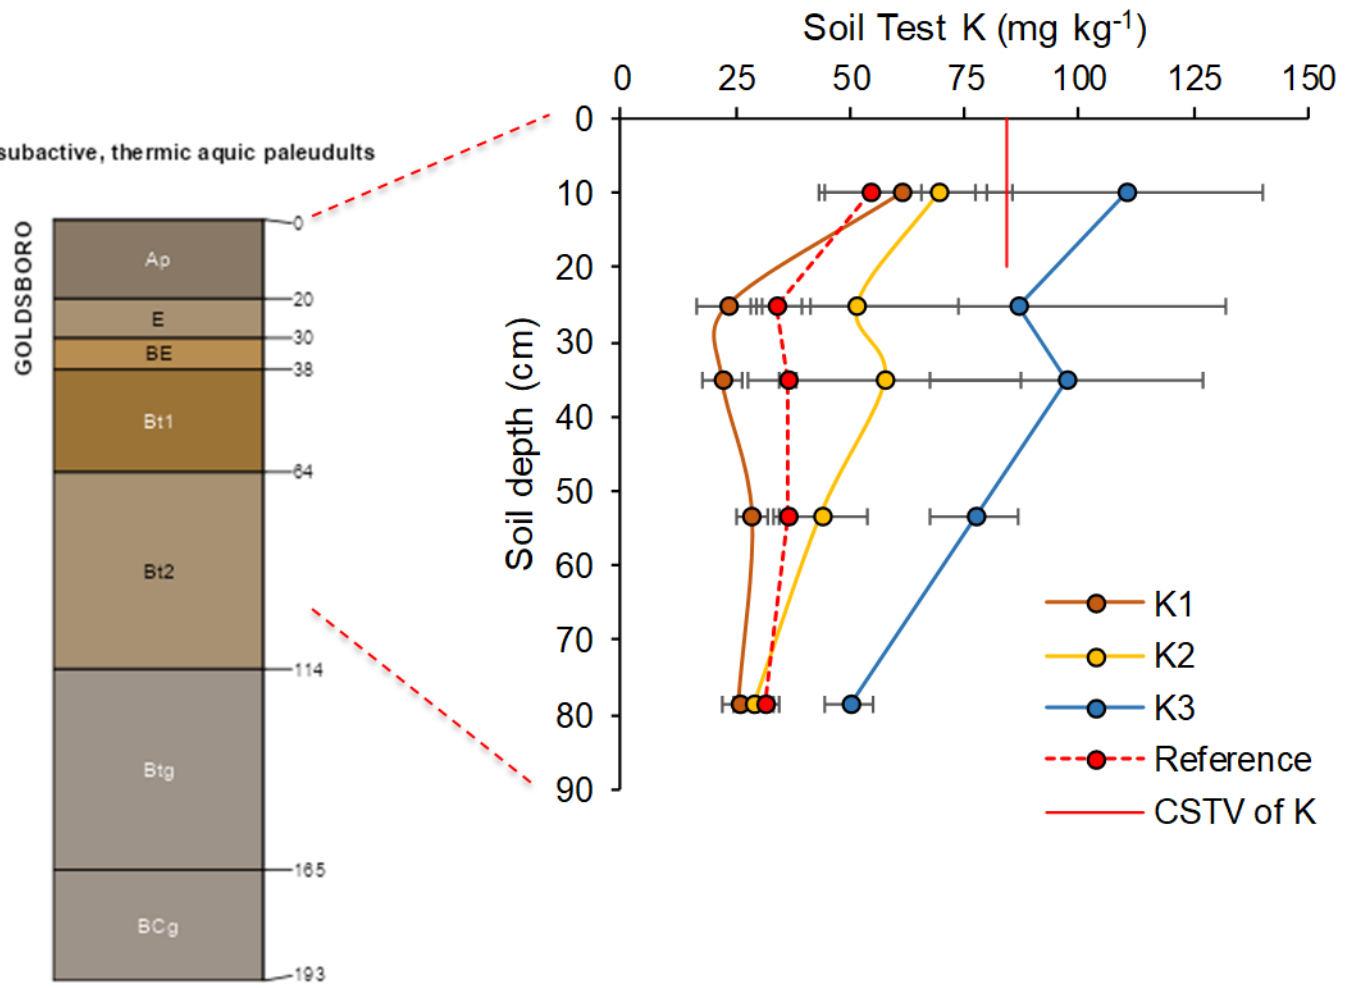 subactive, thermic aquic paleudults
GOLDSBORO
Ap
E
BE
Bt1
Bt2
Btg
BCg
0
20
30
38
64
114
165
193
Soil Test K (mg kg-1)
0 25 50 75 100 125 150
Soil depth (cm)
0
10
20
30
40
50
60
70
80
90
K1
K2
K3
Reference
CSTV of K